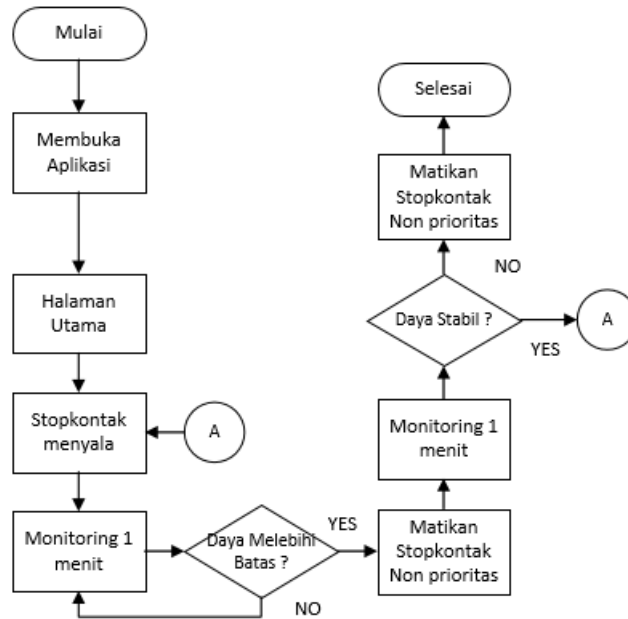 Mulai
Membuka
Aplikasi
Halaman
Utama
Stopkontak
menyala
A
Monitoring 1
menit
Daya Melebihi
Batas ?
YES
NO
Matikan
Stopkontak
Non prioritas
Monitoring 1
menit
Daya Stabil ?
YES
A
NO
Matikan
Stopkontak
Non prioritas
Selesai